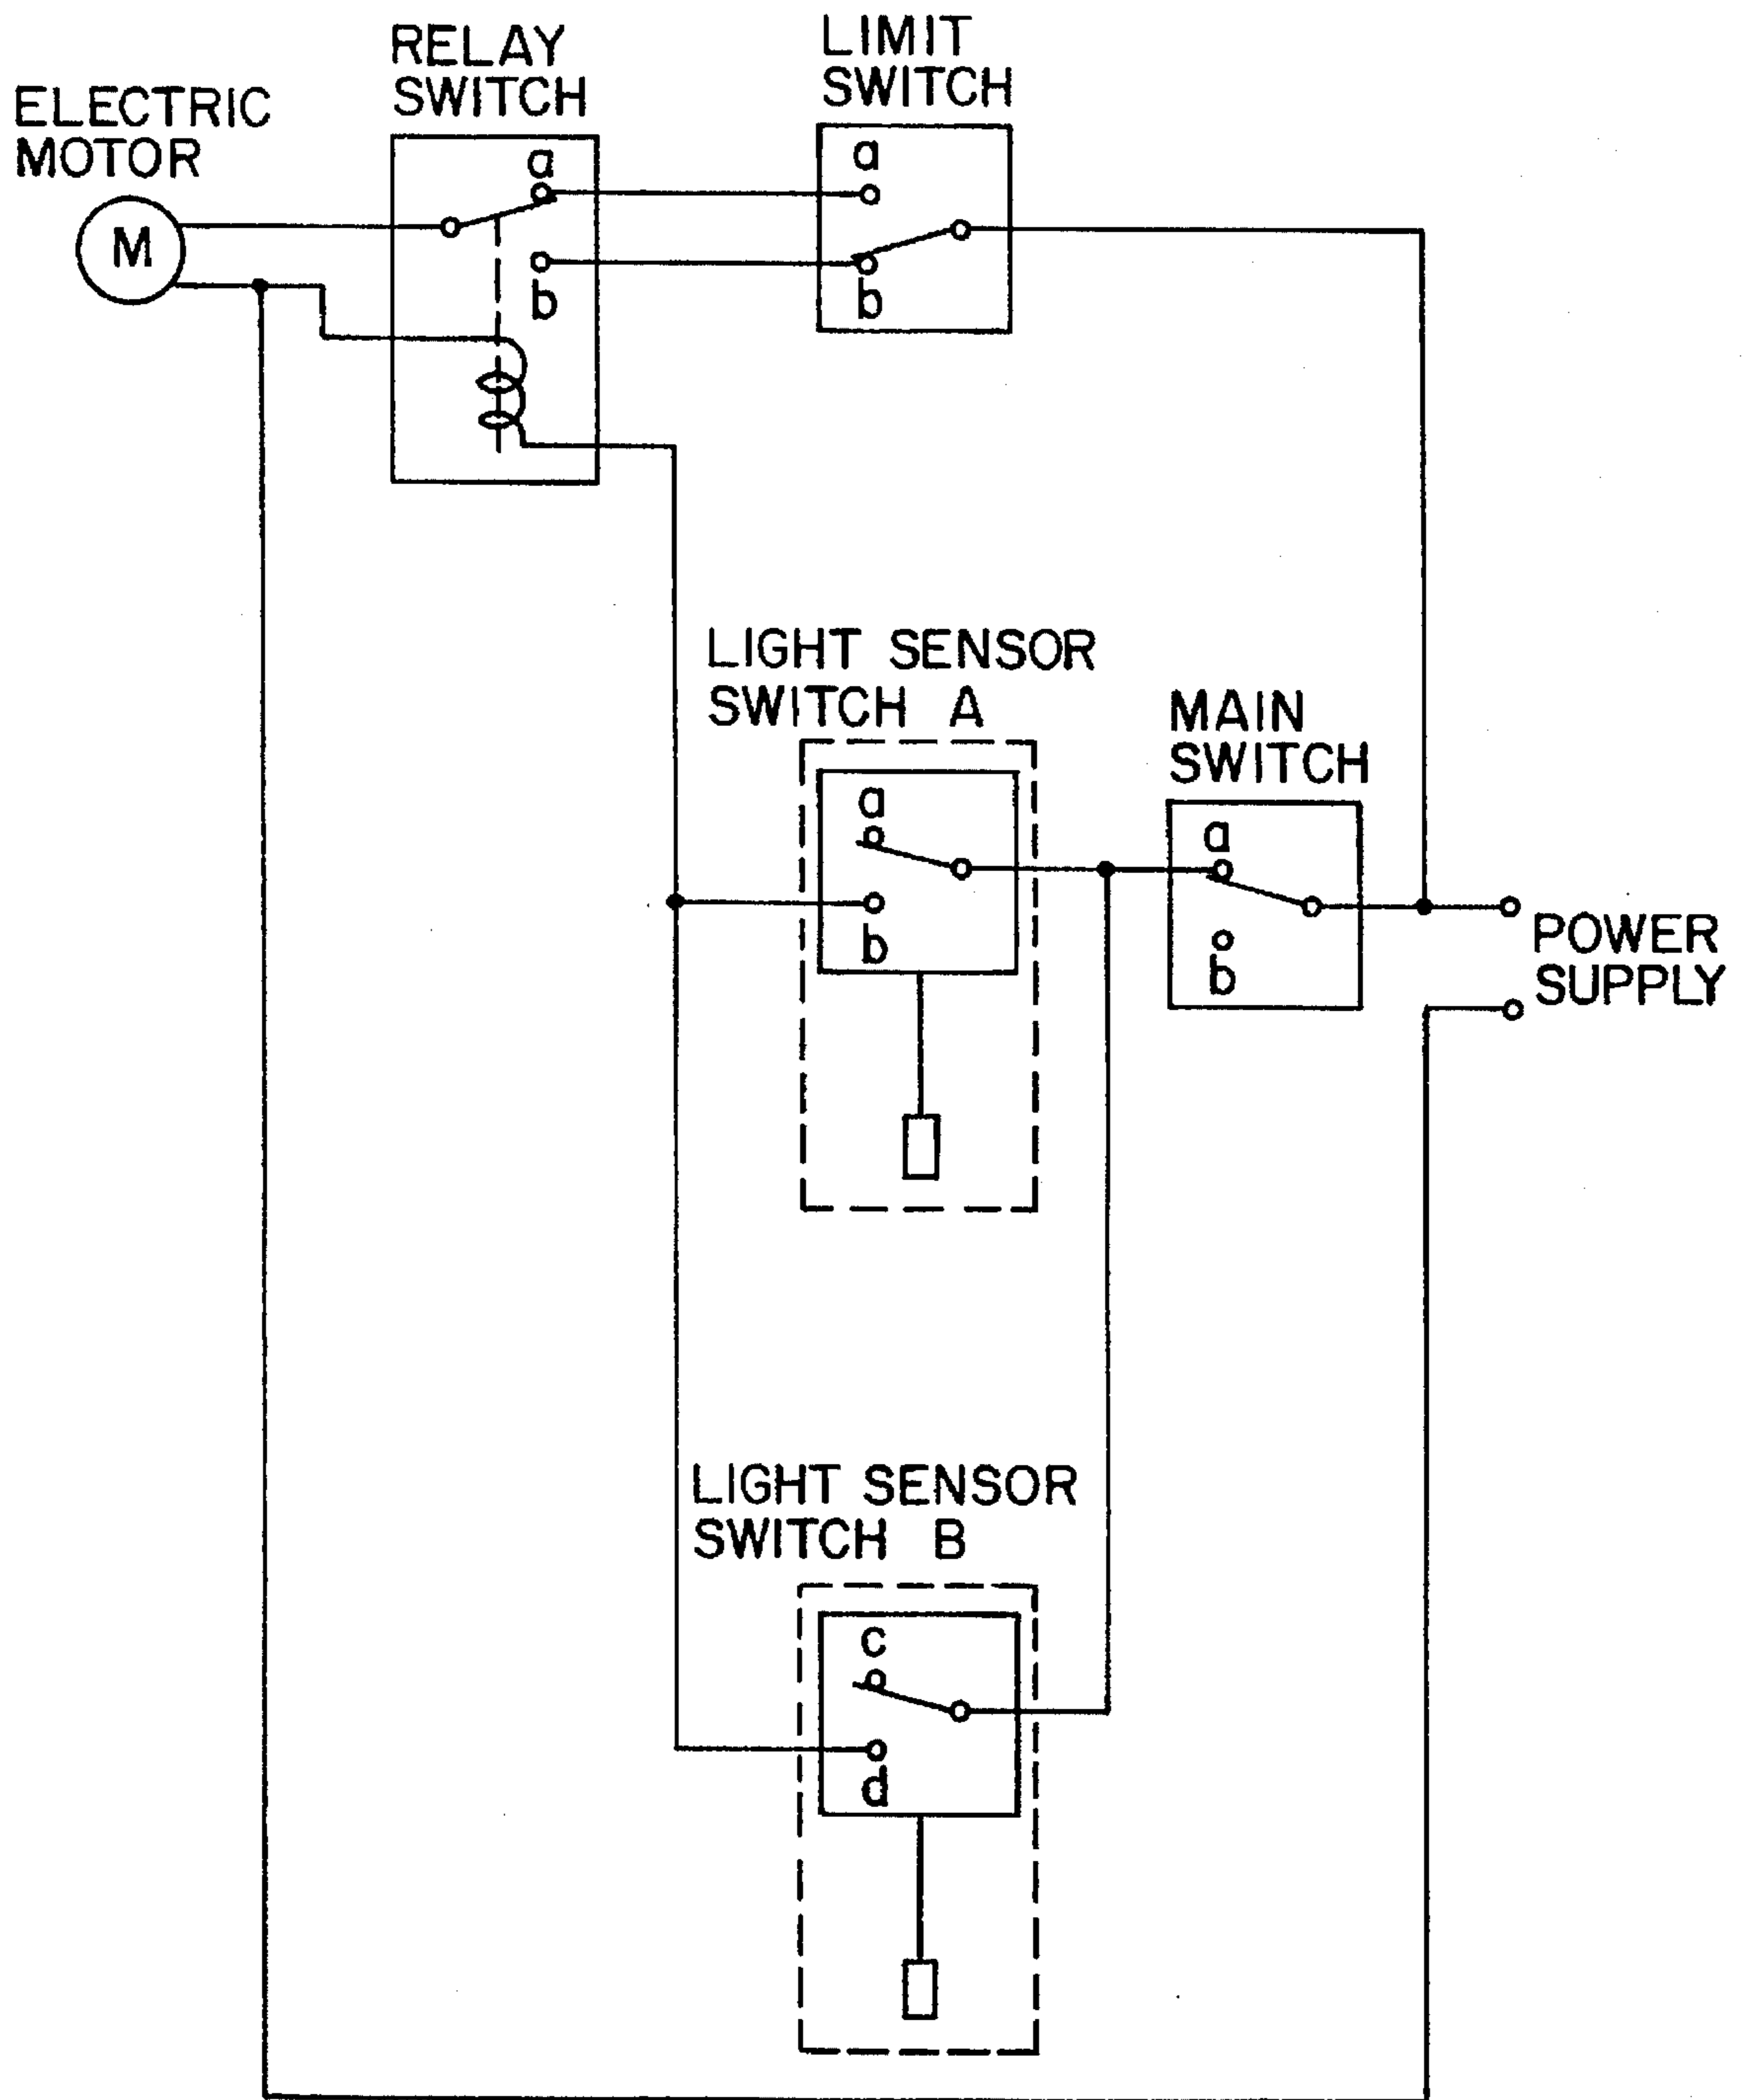 RELAY
SWITCH
LIMIT
SWITCH
ELECTRIC
MOTOR
a
a
M
b
b
LIGHT SENSOR
SWITCH A
MAIN
SWITCH
a
a
b
b
POWER
SUPPLY
LIGHT SENSOR
SWITCH B
c
d